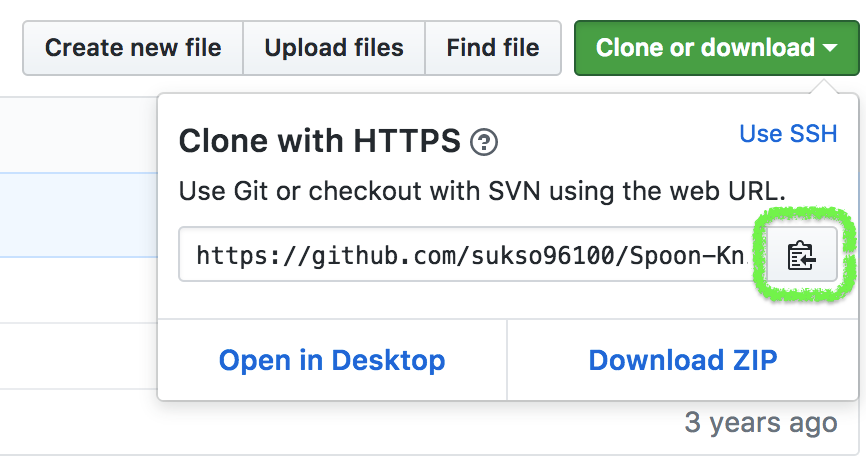 Create new file Upload files Find file Clone or download
Clone with HTTPS ?
Use SSH
Use Git or checkout with SVN using the web URL.
https://github.com/sukso96100/Spoon-Kn
Open in Desktop Download ZIP
3 years ago